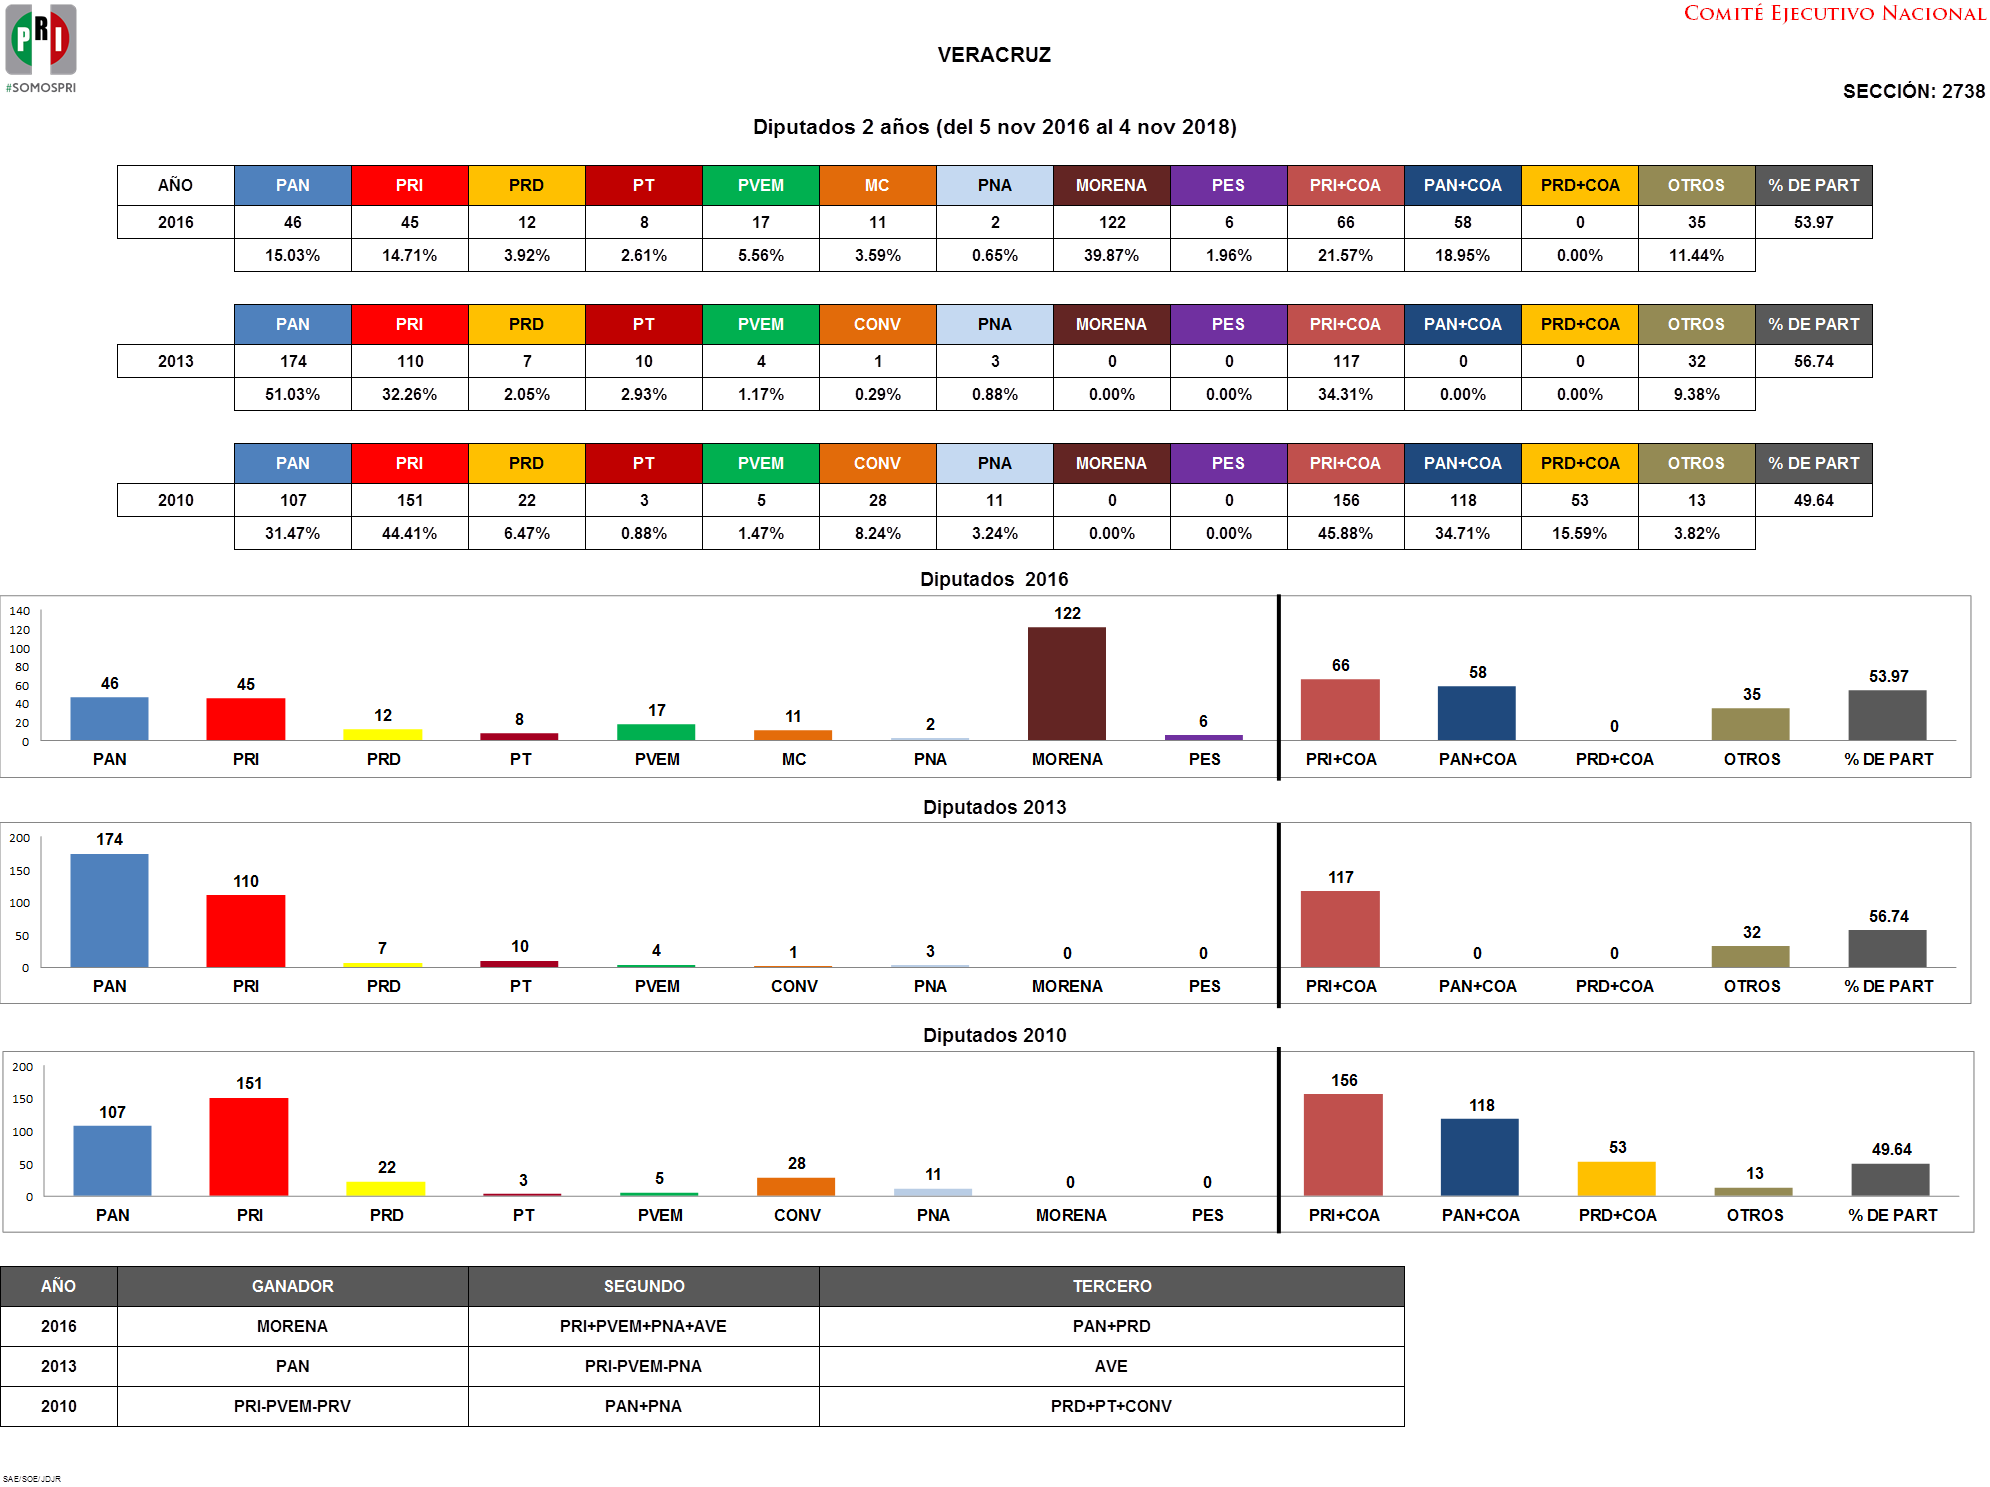 PRI
#SOMOSPRI
COMITÉ EJECUTIVO NACIONAL
VERACRUZ
SECCIÓN: 2738
Diputados 2 años (del 5 nov 2016 al 4 nov 2018)
AÑO PAN PRI PRD PT PVEM MC PNA MORENA PES PRI+COA PAN+COA PRD+COA OTROS % DE PART
2016 46 45 12 8 17 11 2 122 6 66 58 0 35 53.97
15.03% 14.71% 3.92% 2.61% 5.56% 3.59% 0.65% 39.87% 1.96% 21.57% 18.95% 0.00% 11.44%
PAN PRI PRD PT PVEM CONV PNA MORENA PES PRI+COA PAN+COA PRD+COA OTROS % DE PART
2013 174 110 7 10 4 1 3 0 0 117 0 0 32 56.74
51.03% 32.26% 2.05% 2.93% 1.17% 0.29% 0.88% 0.00% 0.00% 34.31% 0.00% 0.00% 9.38%
PAN PRI PRD PT PVEM CONV PNA MORENA PES PRI+COA PAN+COA PRD+COA OTROS % DE PART
2010 107 151 22 3 5 28 11 0 0 156 118 53 13 49.64
31.47% 44.41% 6.47% 0.88% 1.47% 8.24% 3.24% 0.00% 0.00% 45.88% 34.71% 15.59% 3.82%
Diputados 2016
140
120
100
80
60
40
20
0
46 45 12 8 17 11 2 122 6 66 58 0 35 53.97
PAN PRI PRD PT PVEM MC PNA MORENA PES PRI+COA PAN+COA PRD+COA OTROS % DE PART
Diputados 2013
200
150
100
50
0
174 110 7 10 4 1 3 0 0 117 0 0 32 56.74
PAN PRI PRD PT PVEM CONV PNA MORENA PES PRI+COA PAN+COA PRD+COA OTROS % DE PART
Diputados 2010
200
150
100
50
0
107 151 22 3 5 28 11 0 0 156 118 53 13 49.64
PAN PRI PRD PT PVEM CONV PNA MORENA PES PRI+COA PAN+COA PRD+COA OTROS % DE PART
AÑO GANADOR SEGUNDO TERCERO
2016 MORENA PRI+PVEM+PNA+AVE PAN+PRD
2013 PAN PRI-PVEM-PNA AVE
2010 PRI-PVEM-PRV PAN+PNA PRD+PT+CONV
SAE/SOE/JDJR